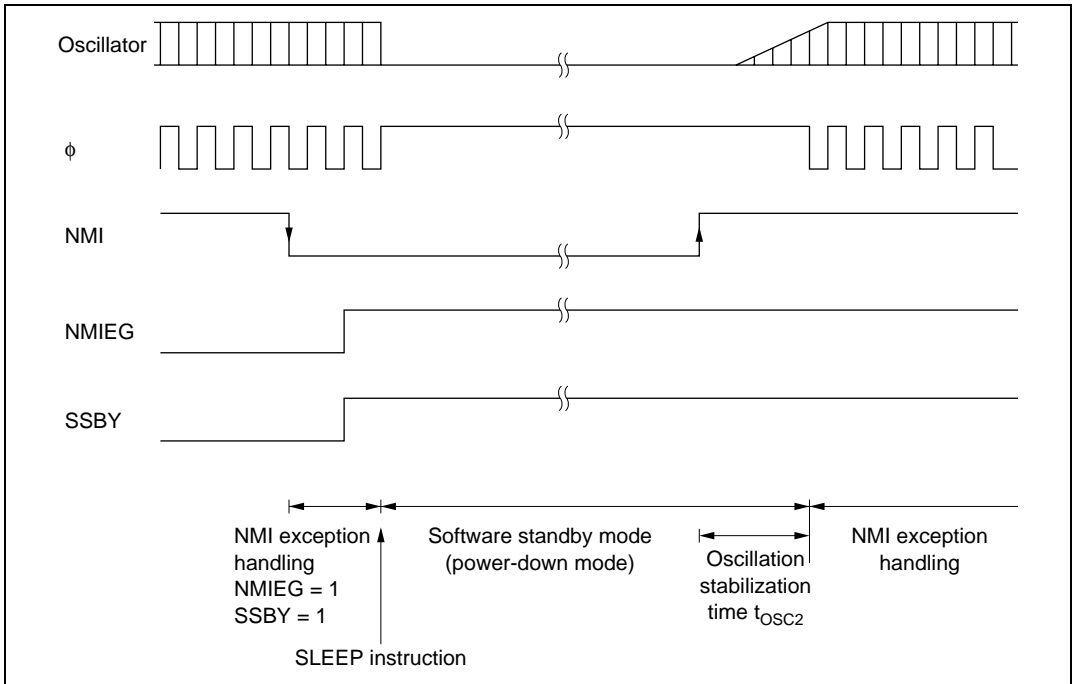 Oscillator
ϕ
NMI
NMIEG
SSBY
NMI exception
handling
NMIEG = 1
SSBY = 1
SLEEP instruction
Software standby mode
(power-down mode)
Oscillation
stabilization
time tOSC2
NMI exception
handling